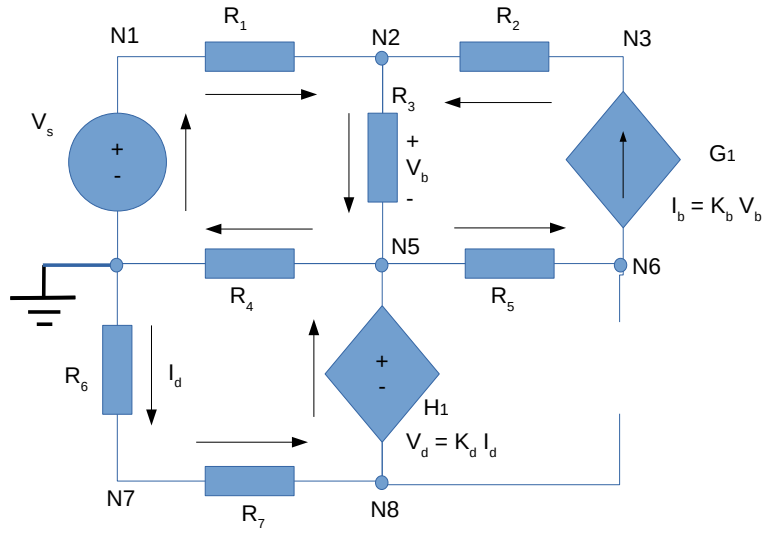 N1
R1
N2
R2
N3
Vs
+
-
R3
+
Vb
-
G1
Ib = Kb Vb
N5
R4
R5
N6
R6
Id
+
-
H1
Vd = Kd Id
N7
R7
N8